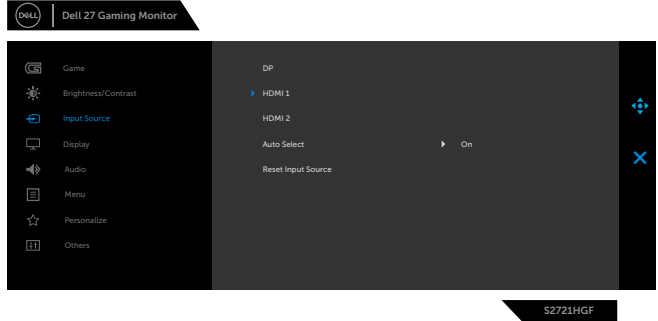 DELL
Dell 27 Gaming Monitor
Game
Brightness/Contrast
Input Source
Display
Audio
Menu
Personalize
Others
DP
HDMI 1
HDMI 2
Auto Select On
Reset Input Source
S2721HGF